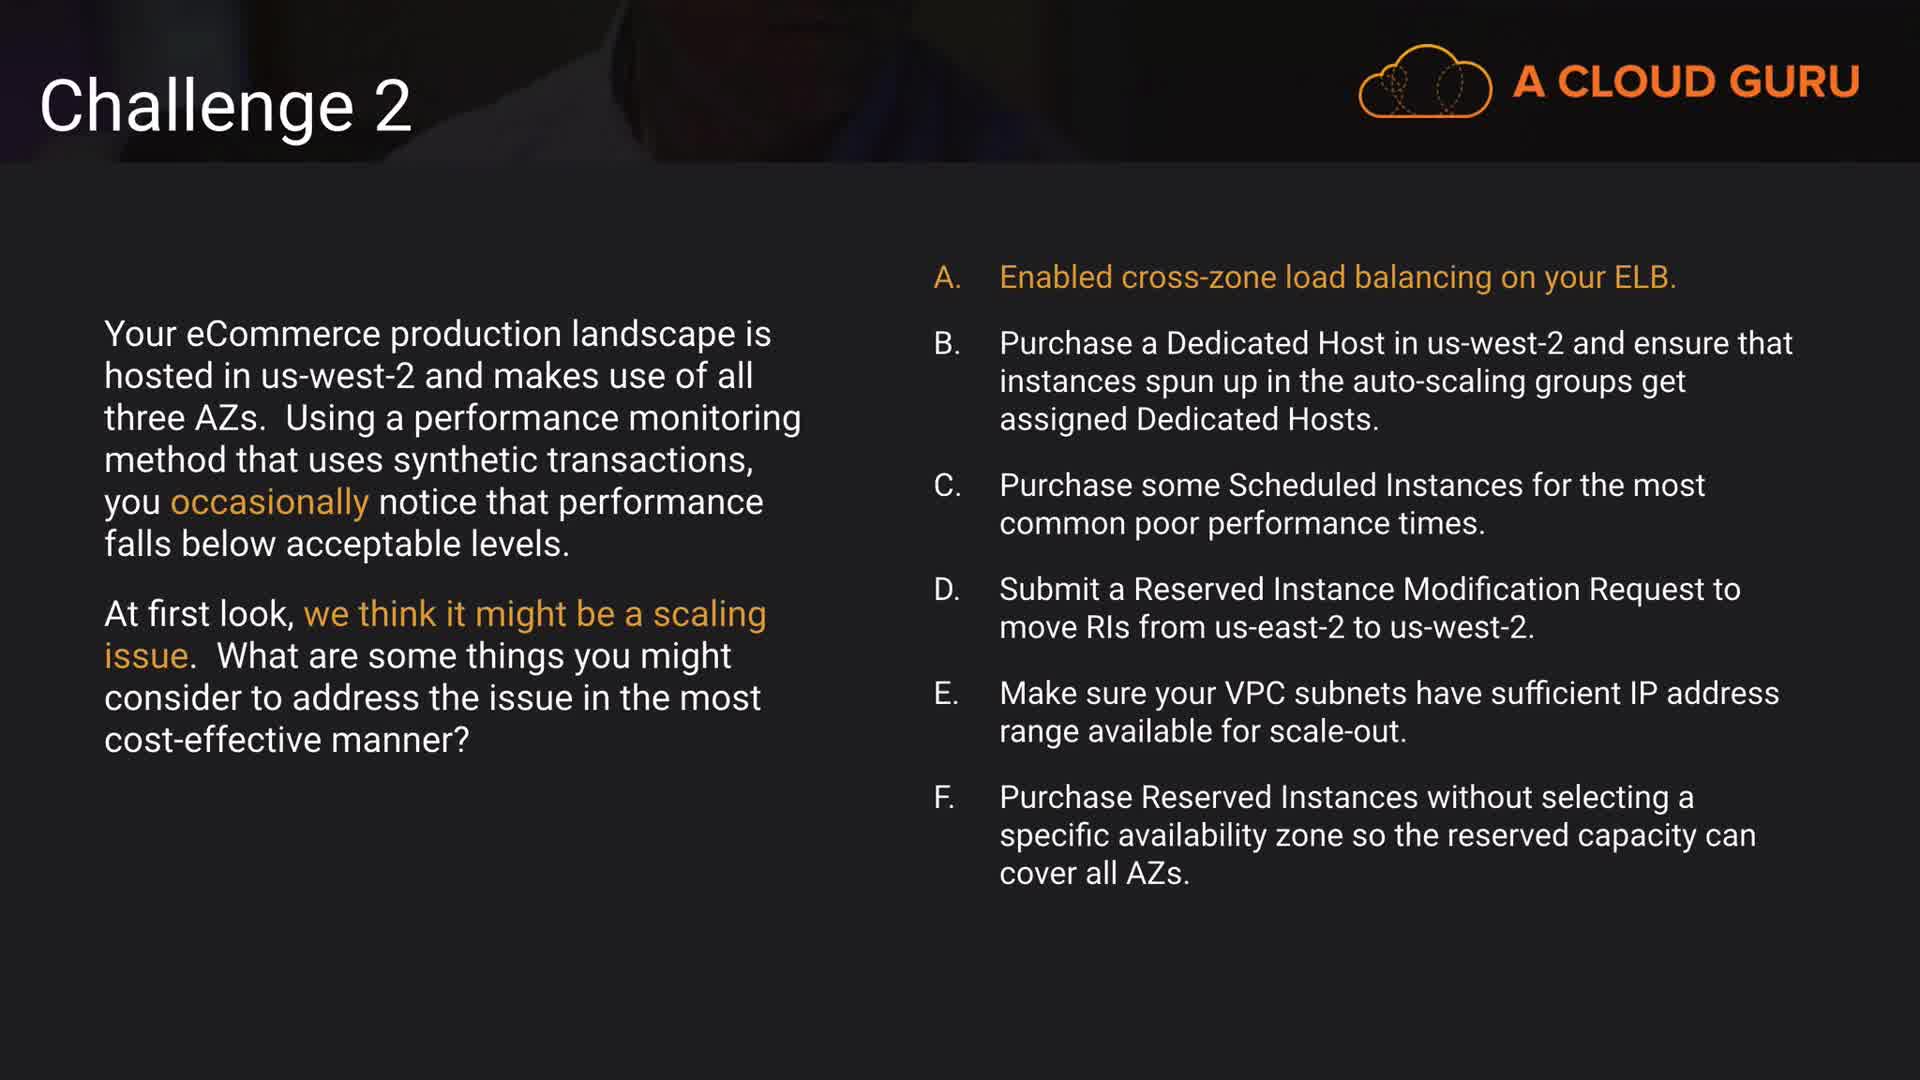 Challenge 2
A CLOUD GURU
Your eCommerce production landscape is
hosted in us-west-2 and makes use of all
three AZs.  Using a performance monitoring
method that uses synthetic transactions,
you occasionally notice that performance
falls below acceptable levels.
At first look, we think it might be a scaling
issue.  What are some things you might
consider to address the issue in the most
cost-effective manner?
A. Enabled cross-zone load balancing on your ELB.
B. Purchase a Dedicated Host in us-west-2 and ensure that
instances spun up in the auto-scaling groups get
assigned Dedicated Hosts.
C. Purchase some Scheduled Instances for the most
common poor performance times.
D. Submit a Reserved Instance Modification Request to
move RIs from us-east-2 to us-west-2.
E. Make sure your VPC subnets have sufficient IP address
range available for scale-out.
F. Purchase Reserved Instances without selecting a
specific availability zone so the reserved capacity can
cover all AZs.